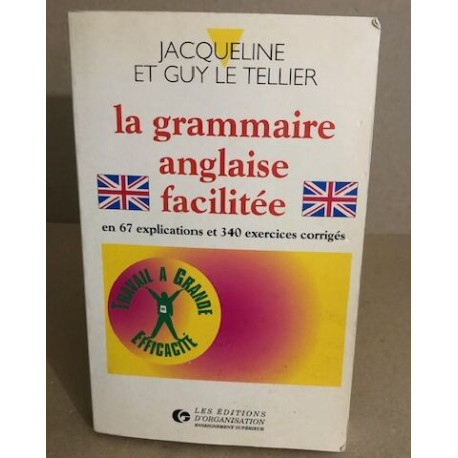 JACQUELINE
ET GUY LE TELLIER
la grammaire
anglaise
facilitée
en 67 explications et 340 exercices corrigés
TRAVAIL A GRANDE
EFFICACITÉ
LES ÉDITIONS
D'ORGANISATION
ENSEIGNEMENT SUPÉRIEUR